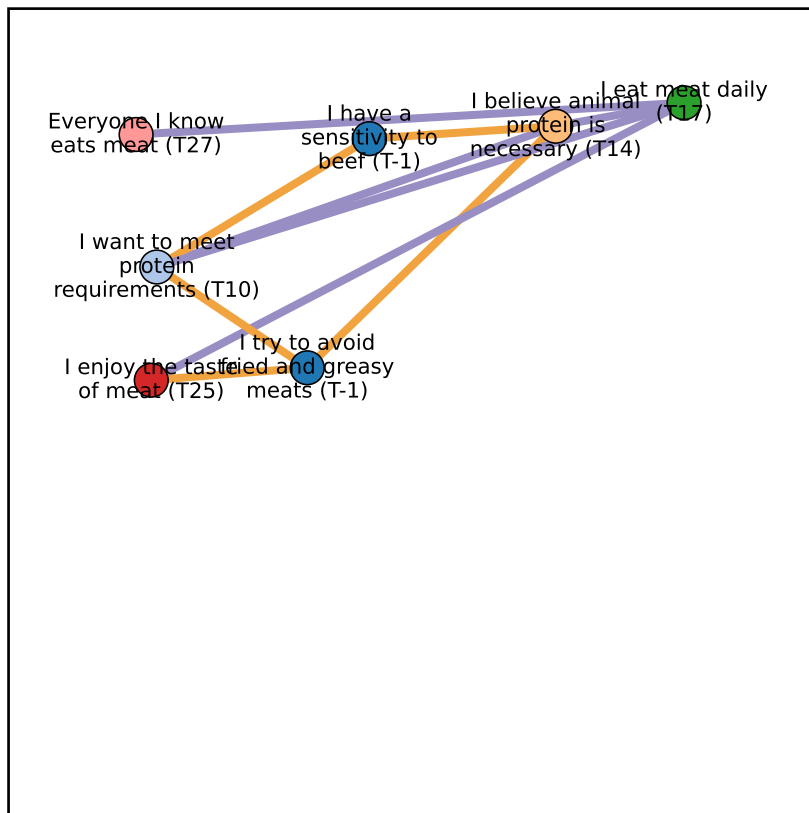 I eat meat daily
(T17)
I believe animal
protein is
necessary (T14)
I have a
sensitivity to
beef (T-1)
Everyone I know
eats meat (T27)
I want to meet
protein
requirements (T10)
I try to avoid
fried and greasy
meats (T-1)
I enjoy the taste
of meat (T25)